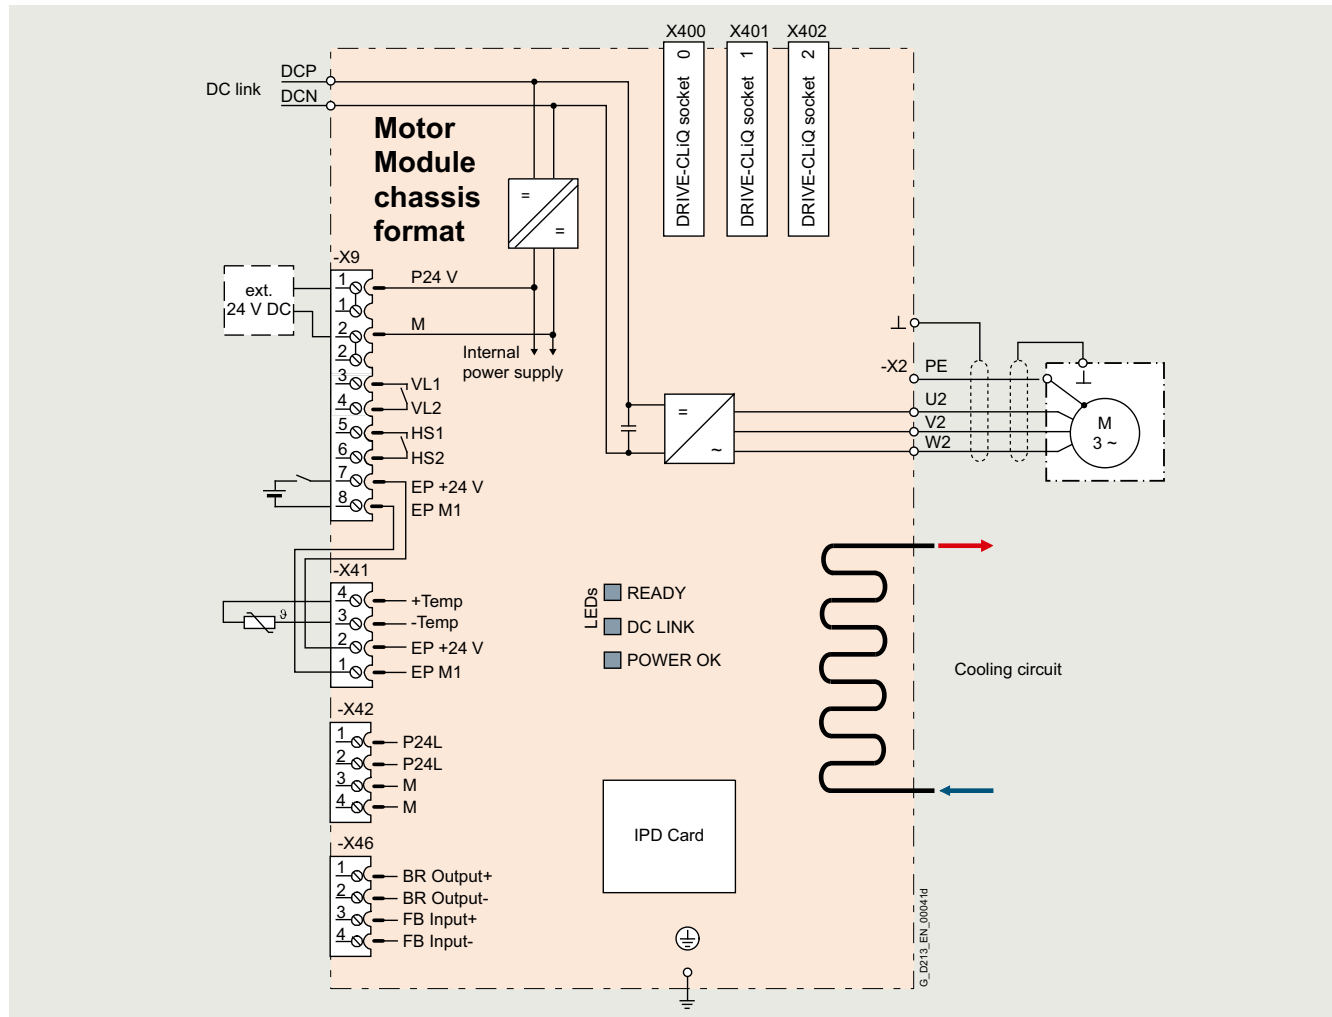 X400 X401 X402
DRIVE-CLiQ socket 0
DRIVE-CLiQ socket 1
DRIVE-CLiQ socket 2
DC link
DCP
DCN
Motor
Module
chassis
format
=
=
-X9
ext.
24 V DC
1 P24 V
1
2 M
2
Internal
power supply
3 VL1
4 VL2
5 HS1
6 HS2
7 EP +24 V
8 EP M1
=
~
-X2 PE
U2
V2
W2
M
3 ~
-X41
4 +Temp
3 -Temp
2 EP +24 V
1 EP M1
ϑ
LEDs
READY
DC LINK
POWER OK
Cooling circuit
-X42
1 P24L
2 P24L
3 M
4 M
IPD Card
-X46
1 BR Output+
2 BR Output-
3 FB Input+
4 FB Input-
G_D213_EN_00041d